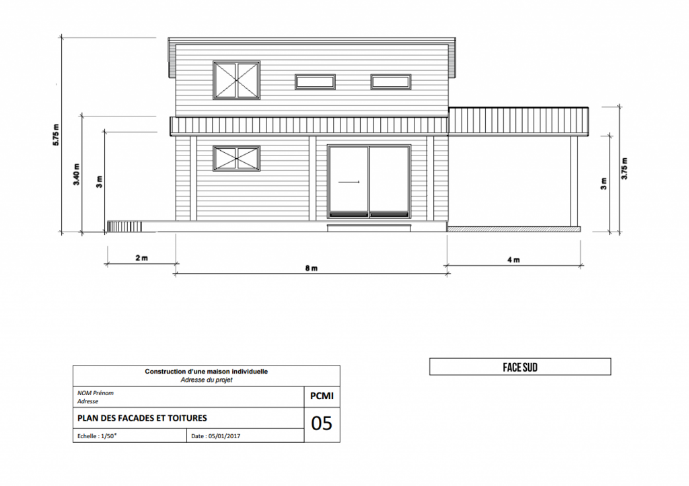 5.75 m
3.40 m
3 m
3 m
3.75 m
2 m
8 m
4 m
Construction d'une maison individuelle
Adresse du projet
NOM Prénom
Adresse
PCMI
PLAN DES FACADES ET TOITURES
05
Echelle : 1/50°
Date : 05/01/2017
FACE SUD